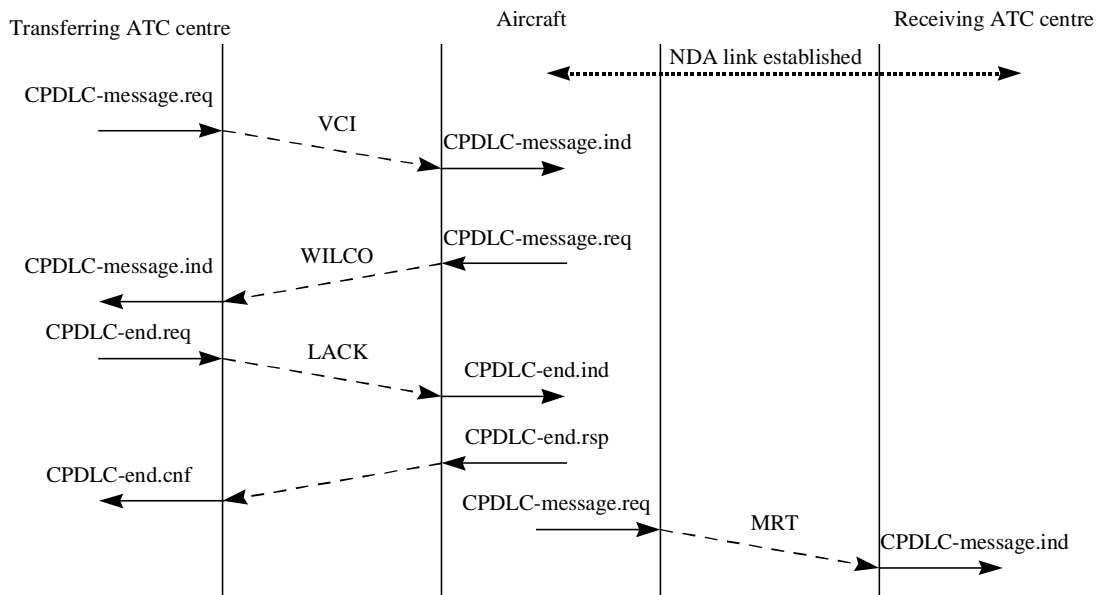 Transferring ATC centre
Aircraft
Receiving ATC centre
NDA link established
CPDLC-message.req
VCI
CPDLC-message.ind
CPDLC-message.req
WILCO
CPDLC-message.ind
CPDLC-end.req
LACK
CPDLC-end.ind
CPDLC-end.rsp
CPDLC-end.cnf
CPDLC-message.req
MRT
CPDLC-message.ind